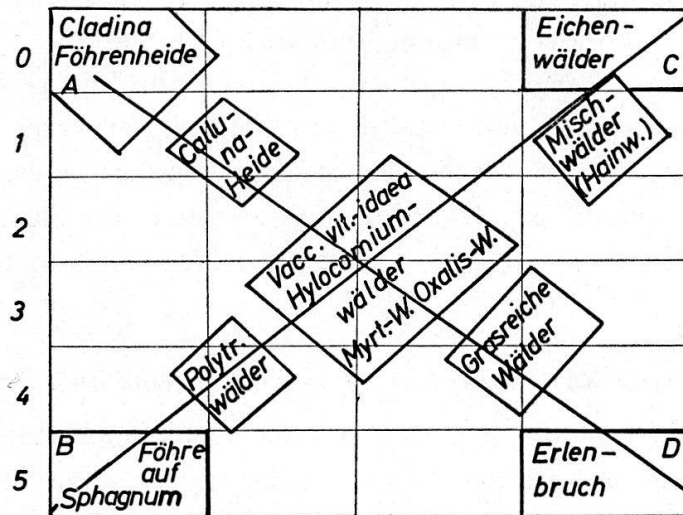 0
1
2
3
4
5
Cladina
Föhrenheide
A
Eichen-
wälder
C
Callu-
na-
Heide
Misch-
wälder
(Hainw.)
Vacc. vit.-idaea
Hylocomium-
wälder
Myrt.-W. Oxalis-W.
Polytr.
wälder
Grasreiche
Wälder
B
Föhre
auf
Sphagnum
Erlen-
bruch
D